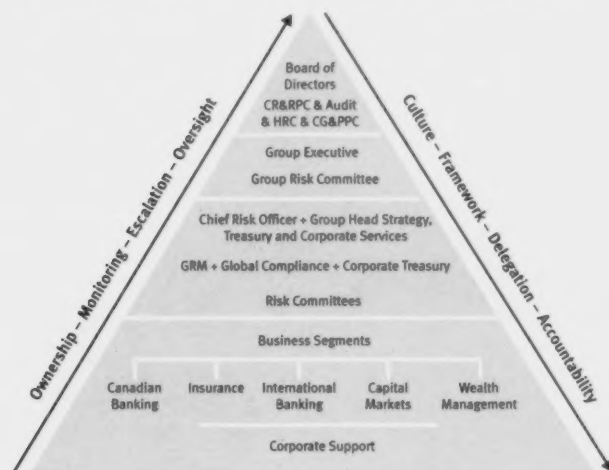 Board of
Directors
CR&RPC & Audit
& HRC & CG&PPC
Group Executive
Group Risk Committee
Chief Risk Officer + Group Head Strategy,
Treasury and Corporate Services
GRM + Global Compliance + Corporate Treasury
Risk Committees
Business Segments
Canadian
Banking
Insurance
International
Banking
Capital
Markets
Wealth
Management
Corporate Support
Ownership – Monitoring – Escalation – Oversight
Culture – Framework – Delegation – Accountability